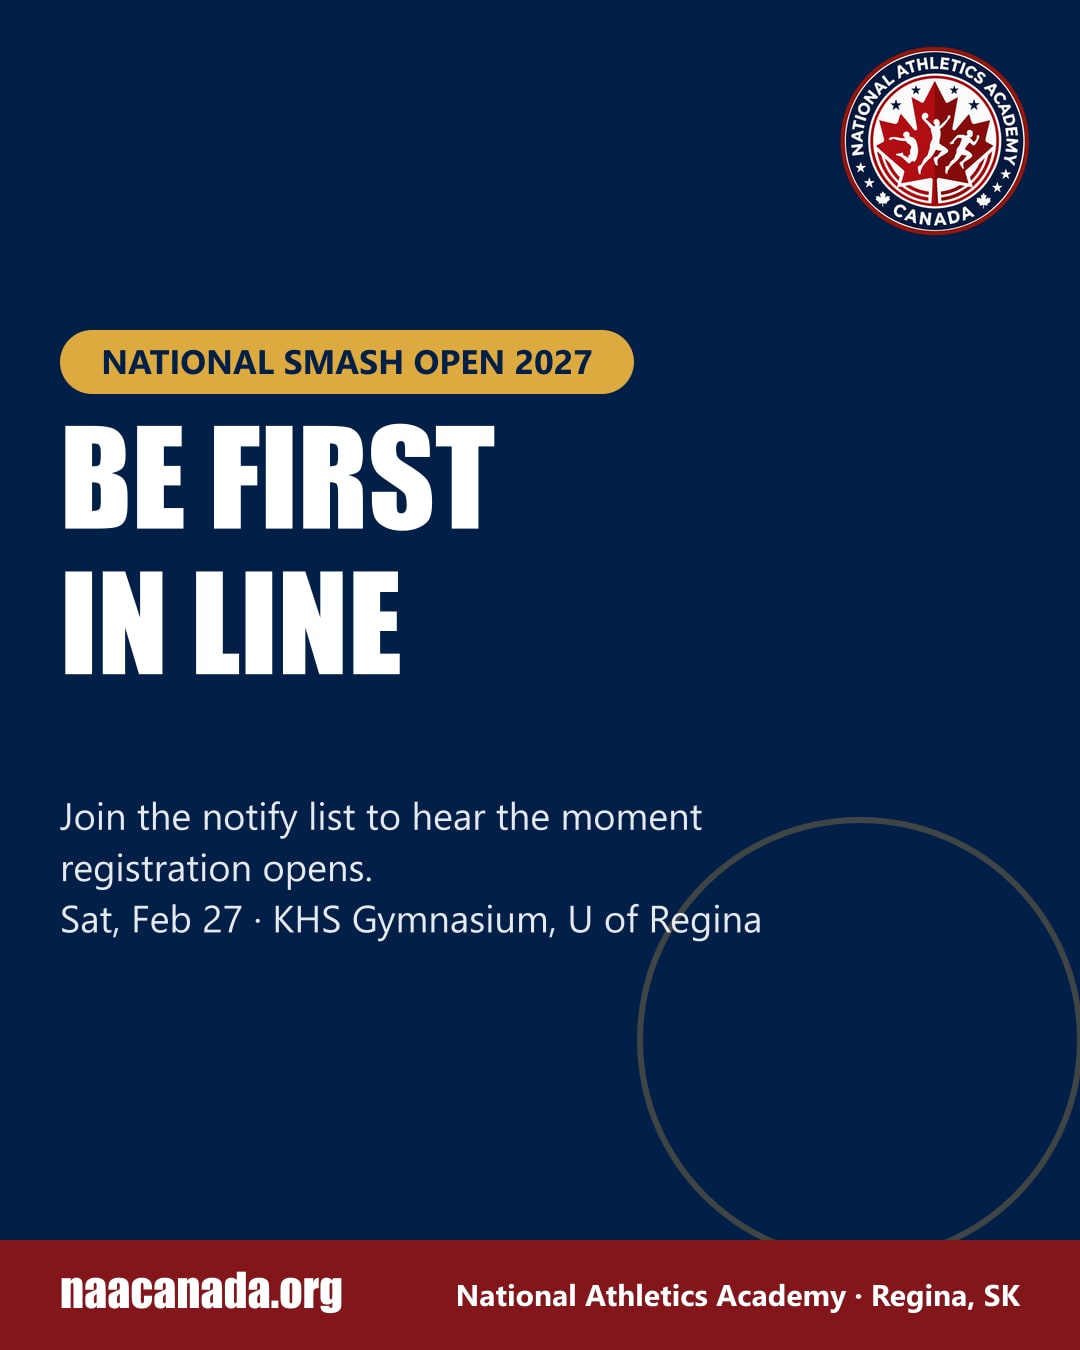 NATIONAL ATHLETICS ACADEMY
CANADA
NATIONAL SMASH OPEN 2027
BE FIRST
IN LINE
Join the notify list to hear the moment
registration opens.
Sat, Feb 27 · KHS Gymnasium, U of Regina
naacanada.org
National Athletics Academy · Regina, SK